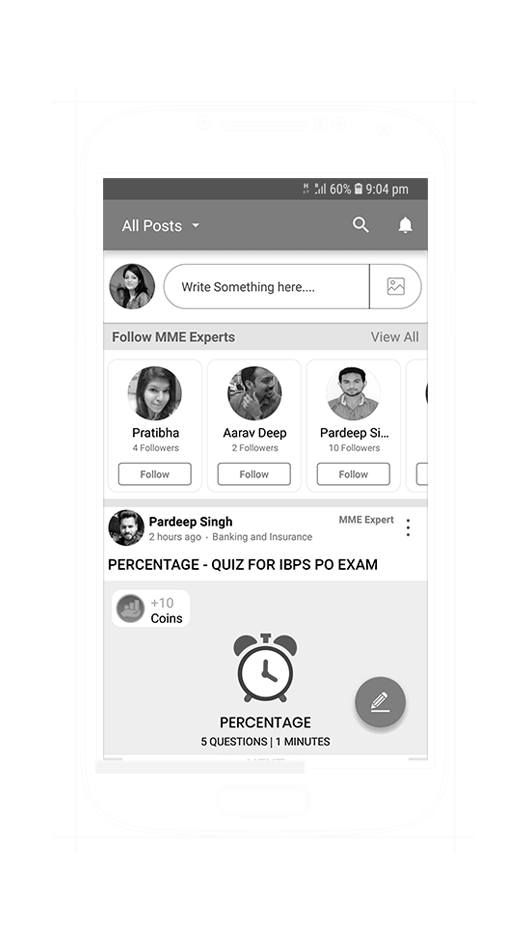 60% 9:04 pm
All Posts
Write Something here....
Follow MME Experts View All
Pratibha Aarav Deep Pardeep Si...
4 Followers 2 Followers 10 Followers
Follow Follow Follow
Pardeep Singh MME Expert
2 hours ago · Banking and Insurance
PERCENTAGE - QUIZ FOR IBPS PO EXAM
+10
Coins
PERCENTAGE
5 QUESTIONS | 1 MINUTES